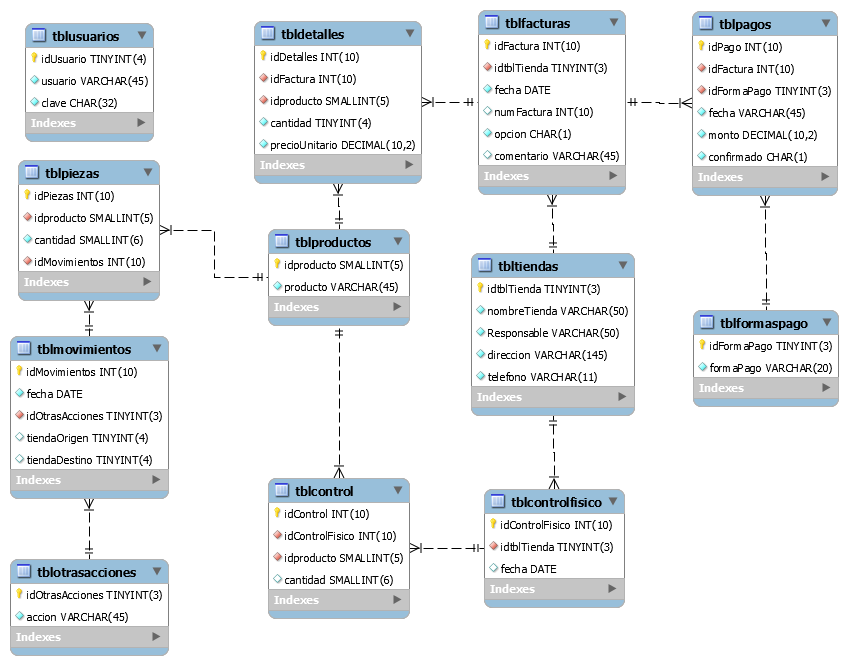 tblusuarios
idUsuario TINYINT(4)
usuario VARCHAR(45)
clave CHAR(32)
Indexes
tblpiezas
idPiezas INT(10)
idproducto SMALLINT(5)
cantidad SMALLINT(6)
idMovimientos INT(10)
Indexes
tblmovimientos
idMovimientos INT(10)
fecha DATE
idOtrasAcciones TINYINT(3)
tiendaOrigen TINYINT(4)
tiendaDestino TINYINT(4)
Indexes
tblotrasacciones
idOtrasAcciones TINYINT(3)
accion VARCHAR(45)
Indexes
tbldetalles
idDetalles INT(10)
idFactura INT(10)
idproducto SMALLINT(5)
cantidad TINYINT(4)
precioUnitario DECIMAL(10,2)
Indexes
tblproductos
idproducto SMALLINT(5)
producto VARCHAR(45)
Indexes
tblcontrol
idControl INT(10)
idControlFisico INT(10)
idproducto SMALLINT(5)
cantidad SMALLINT(6)
Indexes
tblfacturas
idFactura INT(10)
idtblTienda TINYINT(3)
fecha DATE
numFactura INT(10)
opcion CHAR(1)
comentario VARCHAR(45)
Indexes
tbltiendas
idtblTienda TINYINT(3)
nombreTienda VARCHAR(50)
Responsable VARCHAR(50)
direccion VARCHAR(145)
telefono VARCHAR(11)
Indexes
tblcontrolfisico
idControlFisico INT(10)
idtblTienda TINYINT(3)
fecha DATE
Indexes
tblpagos
idPago INT(10)
idFactura INT(10)
idFormaPago TINYINT(3)
fecha VARCHAR(45)
monto DECIMAL(10,2)
confirmado CHAR(1)
Indexes
tblformaspago
idFormaPago TINYINT(3)
formaPago VARCHAR(20)
Indexes